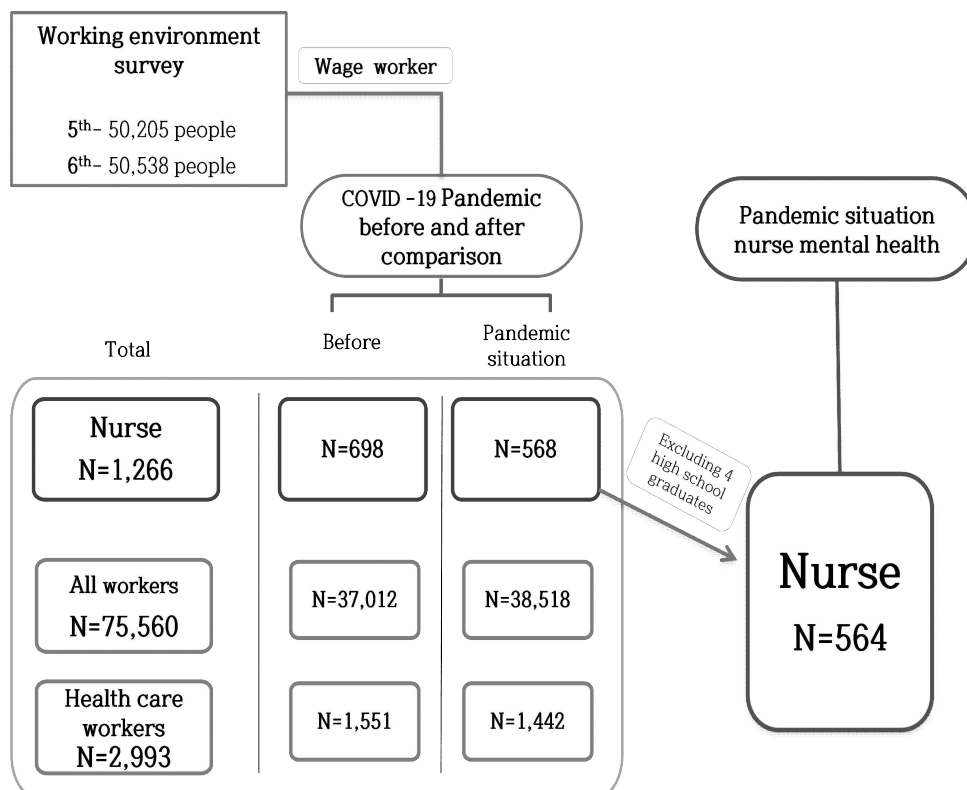 Working environment
survey
5th- 50,205 people
6th- 50,538 people
Wage worker
COVID -19 Pandemic
before and after
comparison
Pandemic situation
nurse mental health
Total
Before
Pandemic
situation
Nurse
N=1,266
N=698
N=568
Excluding 4
high school
graduates
All workers
N=75,560
N=37,012
N=38,518
Health care
workers
N=2,993
N=1,551
N=1,442
Nurse
N=564